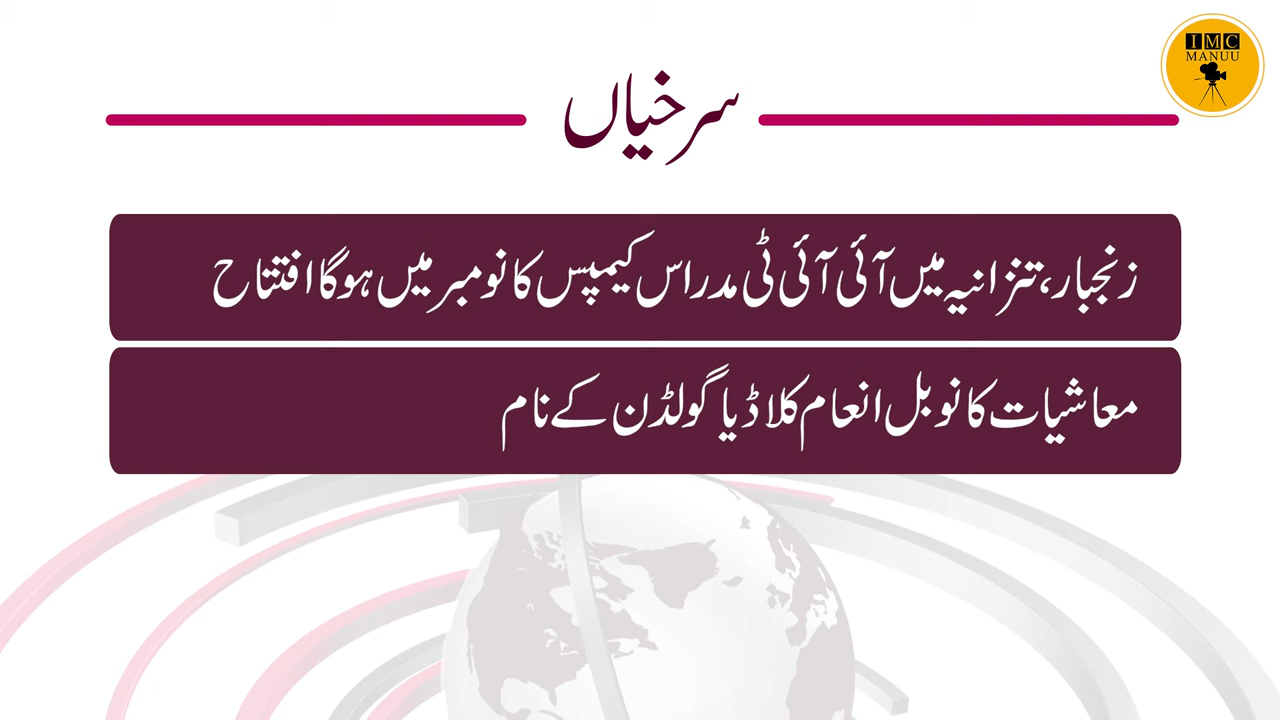 IMC
MANUU
سرخیاں
زنجبار، تنزانیہ میں آئی آئی ٹی مدراس کیمپس کا نومبر میں ہوگا افتتاح
معاشیات کا نوبل انعام کلاڈیا گولڈن کے نام